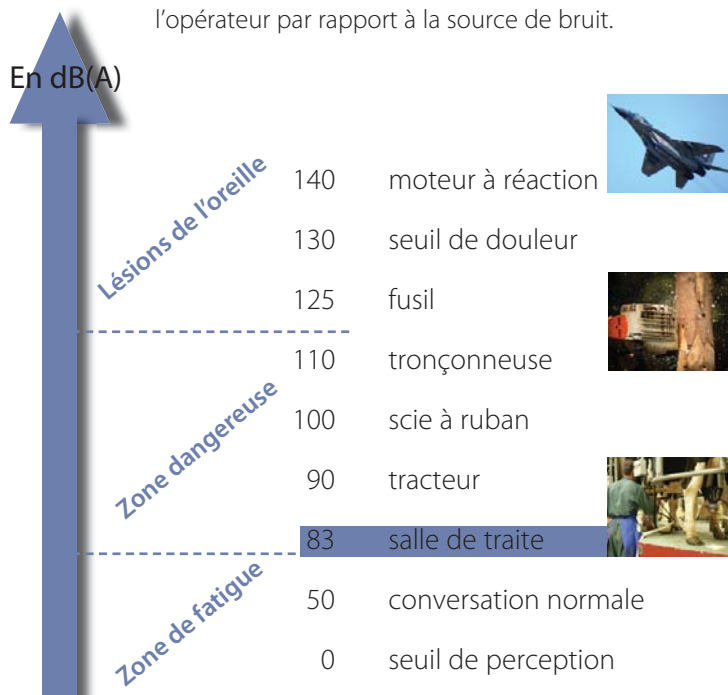 l'opérateur par rapport à la source de bruit.
En dB(A)
Lésions de l'oreille
140 moteur à réaction
130 seuil de douleur
125 fusil
Zone dangereuse
110 tronçonneuse
100 scie à ruban
90 tracteur
83 salle de traite
Zone de fatigue
50 conversation normale
0 seuil de perception